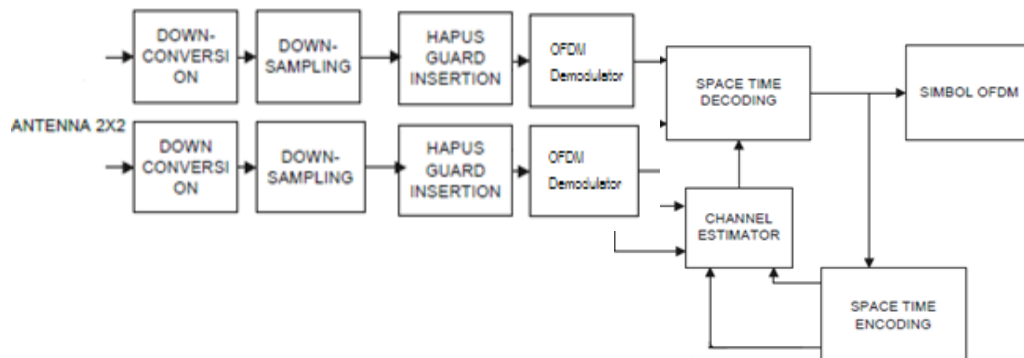 DOWN-
CONVERSI
ON
DOWN-
SAMPLING
HAPUS
GUARD
INSERTION
OFDM
Demodulator
SPACE TIME
DECODING
SIMBOL OFDM
ANTENNA 2X2
DOWN
CONVERSI
ON
DOWN-
SAMPLING
HAPUS
GUARD
INSERTION
OFDM
Demodulator
CHANNEL
ESTIMATOR
SPACE TIME
ENCODING